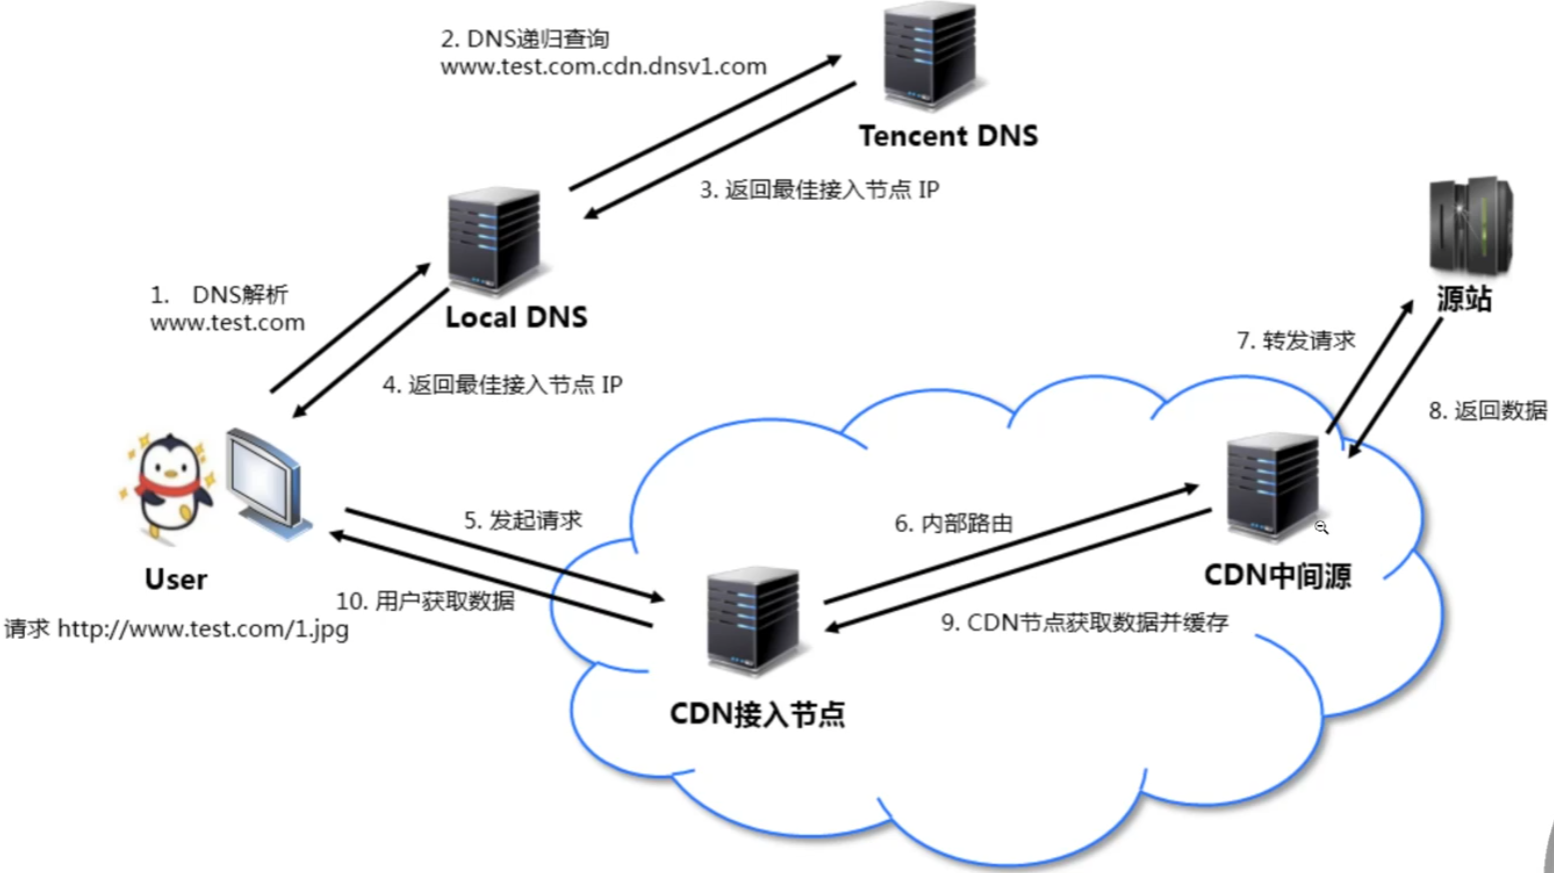 2. DNS递归查询
www.test.com.cdn.dnsv1.com
Tencent DNS
3. 返回最佳接入节点 IP
源站
1. DNS解析
www.test.com
Local DNS
7. 转发请求
4. 返回最佳接入节点 IP
8. 返回数据
5. 发起请求
6. 内部路由
User
CDN中间源
10. 用户获取数据
请求 http://www.test.com/1.jpg
9. CDN节点获取数据并缓存
CDN接入节点